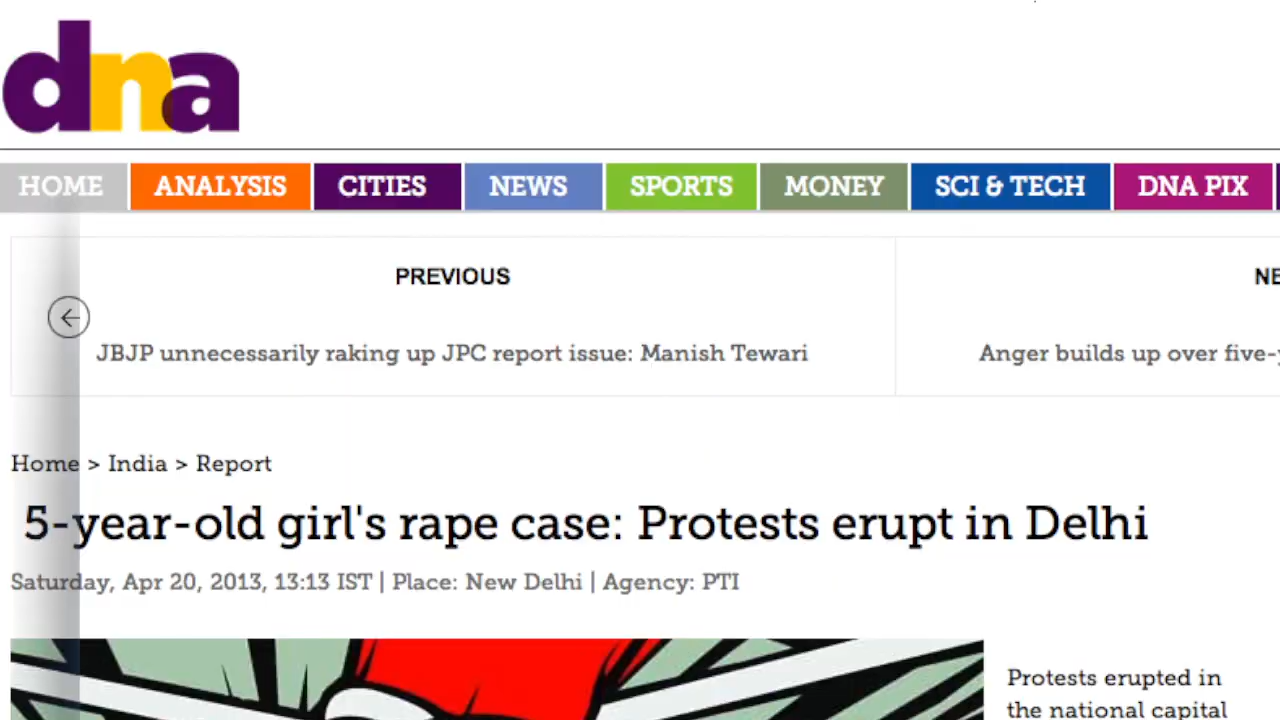 dna
HOME ANALYSIS CITIES NEWS SPORTS MONEY SCI & TECH DNA PIX
PREVIOUS
JBJP unnecessarily raking up JPC report issue: Manish Tewari
Anger builds up over
Home > India > Report
5-year-old girl's rape case: Protests erupt in Delhi
Saturday, Apr 20, 2013, 13:13 IST | Place: New Delhi | Agency: PTI
Protests erupted in
the national capital